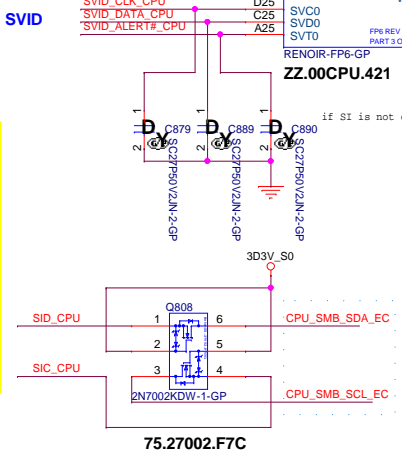 SVID_CLK_CPU D25 SVC0
SVID
SVID_DATA_CPU C25 SVD0
SVID_ALERT#_CPU A25 SVT0
FP6 REV
PART 3 O
RENOIR-FP6-GP
ZZ.00CPU.421
if SI is not
1 1 1
DY C879 DY C889 DY C890
2 2 2
SC27P50V2JN-2-GP SC27P50V2JN-2-GP SC27P50V2JN-2-GP
3D3V_S0
Q808
SID_CPU 1 6 CPU_SMB_SDA_EC
2 5
SIC_CPU 3 4
2N7002KDW-1-GP CPU_SMB_SCL_EC
75.27002.F7C